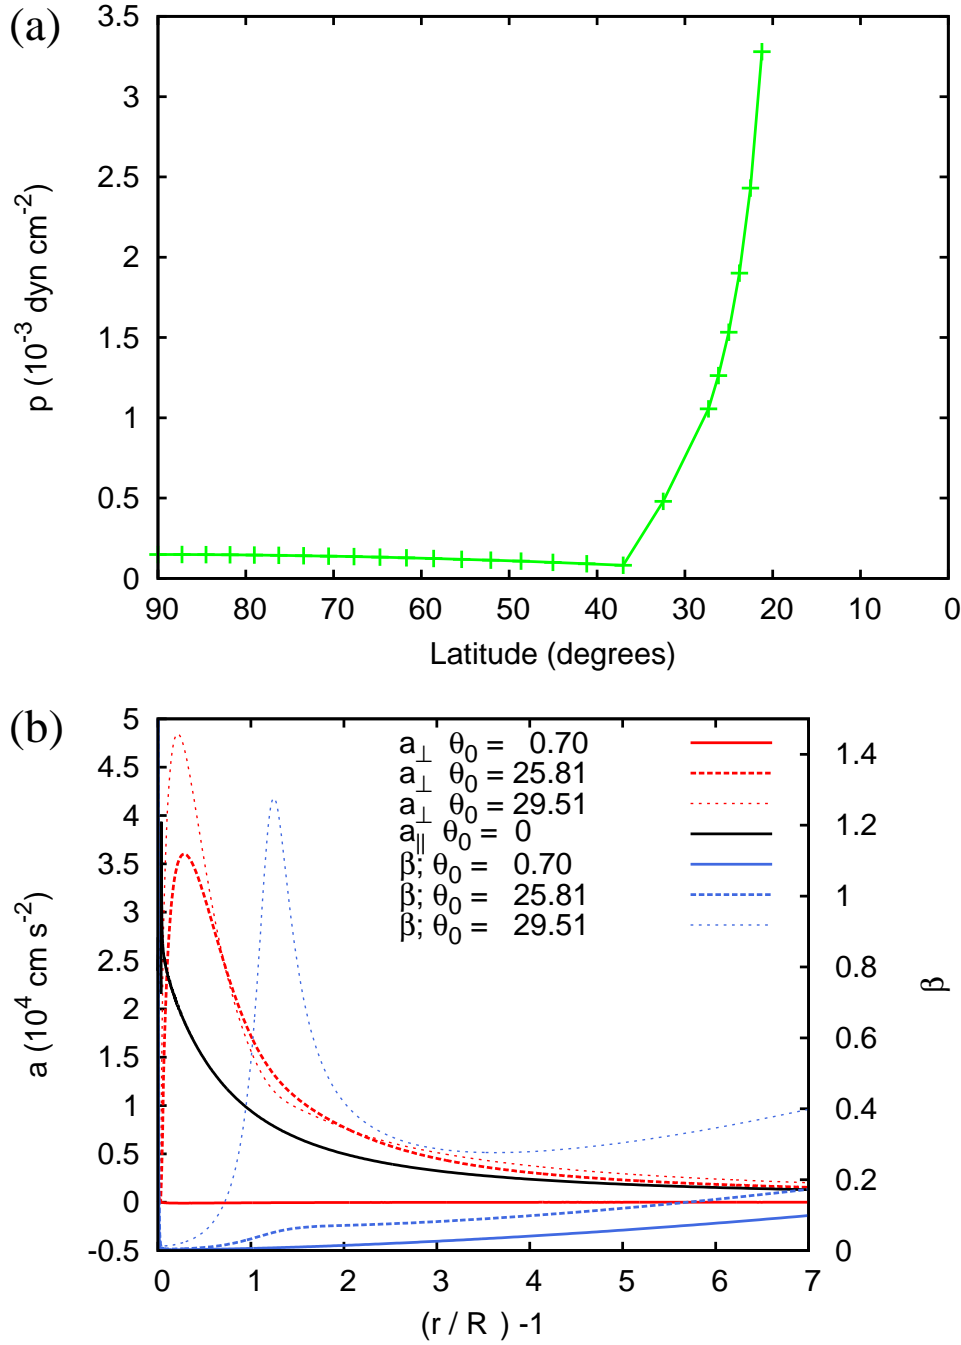 (a)
3.5
3
2.5
2
1.5
1
0.5
0
p (10⁻³ dyn cm⁻²)
90 80 70 60 50 40 30 20 10 0
Latitude (degrees)
(b)
5
4.5
4
3.5
3
2.5
2
1.5
1
0.5
0
-0.5
a (10⁴ cm s⁻²)
a⊥ θ₀ = 0.70
a⊥ θ₀ = 25.81
a⊥ θ₀ = 29.51
a∥ θ₀ = 0
β; θ₀ = 0.70
β; θ₀ = 25.81
β; θ₀ = 29.51
1.4
1.2
1
0.8
0.6
0.4
0.2
0
β
0 1 2 3 4 5 6 7
(r / R ) -1